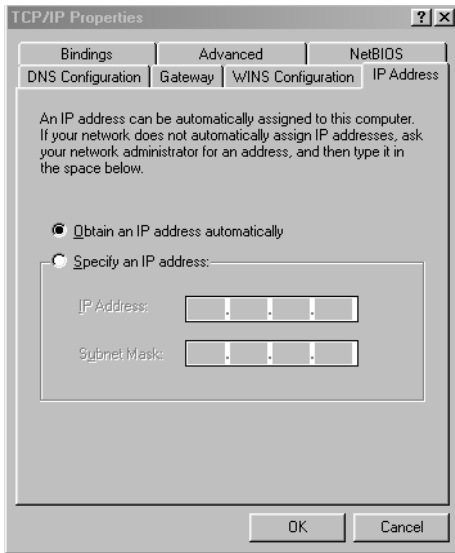 TCP/IP Properties
? X
Bindings Advanced NetBIOS
DNS Configuration Gateway WINS Configuration IP Address
An IP address can be automatically assigned to this computer.
If your network does not automatically assign IP addresses, ask
your network administrator for an address, and then type it in
the space below.
Obtain an IP address automatically
Specify an IP address:
IP Address: . . .
Subnet Mask: . . .
OK Cancel